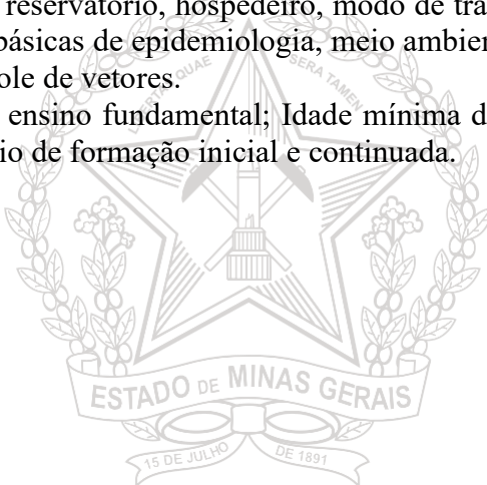 reservatório, hospedeiro, modo de tra
básicas de epidemiologia, meio ambien
ole de vetores.
ensino fundamental; Idade mínima d
io de formação inicial e continuada.
LIBERTAS QUAE SERA TAMEN
ESTADO DE MINAS GERAIS
15 DE JULHO DE 1891